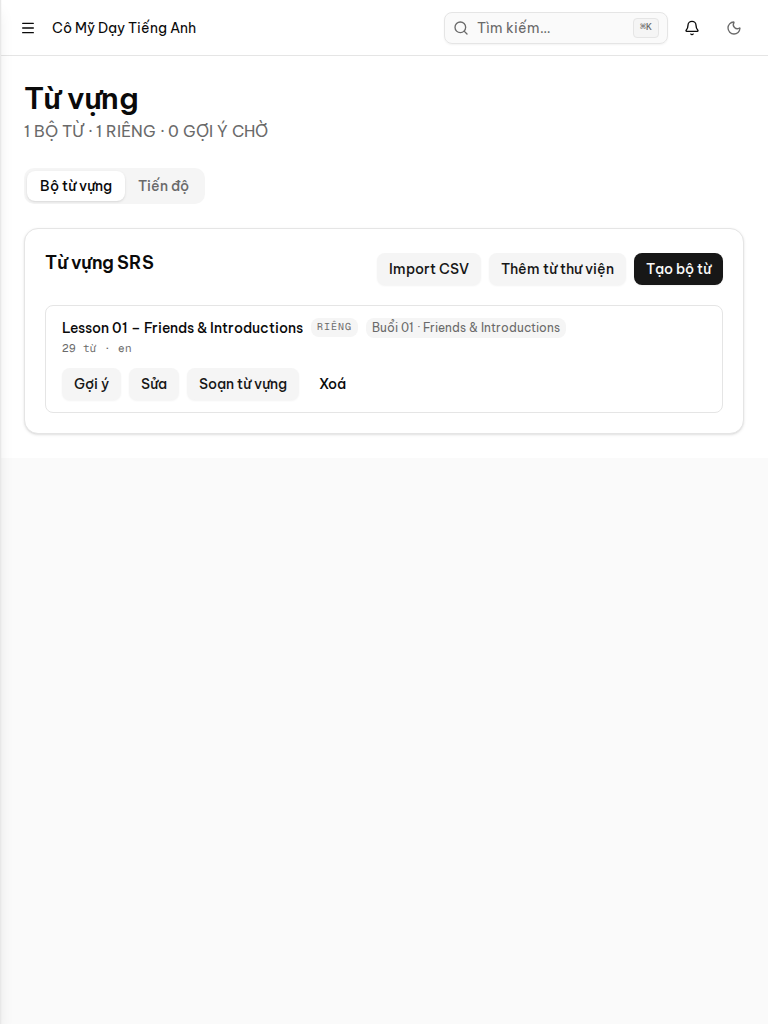 Cô Mỹ Dạy Tiếng Anh
Tìm kiếm...
⌘K
Từ vựng
1 BỘ TỪ · 1 RIÊNG · 0 GỢI Ý CHỜ
Bộ từ vựng
Tiến độ
Từ vựng SRS
Import CSV
Thêm từ thư viện
Tạo bộ từ
Lesson 01 – Friends & Introductions
RIÊNG
Buổi 01 · Friends & Introductions
29 từ · en
Gợi ý
Sửa
Soạn từ vựng
Xoá